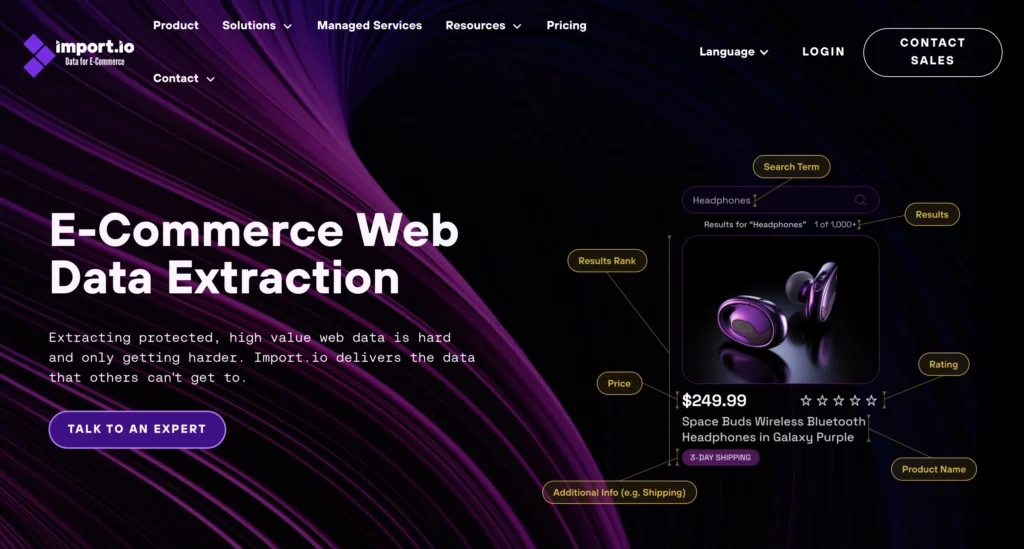 Product
Solutions
Managed Services
Resources
Pricing
import.io
Data for E-Commerce
Language
LOGIN
CONTACT
SALES
Contact
Search Term
Headphones
Results
Results for "Headphones" 1 of 1,000+
E-Commerce Web
Data Extraction
Results Rank
Extracting protected, high value web data is hard
and only getting harder. Import.io delivers the data
that others can't get to.
TALK TO AN EXPERT
Rating
Price
$249.99
Space Buds Wireless Bluetooth
Headphones in Galaxy Purple
3-DAY SHIPPING
Product Name
Additional Info (e.g. Shipping)